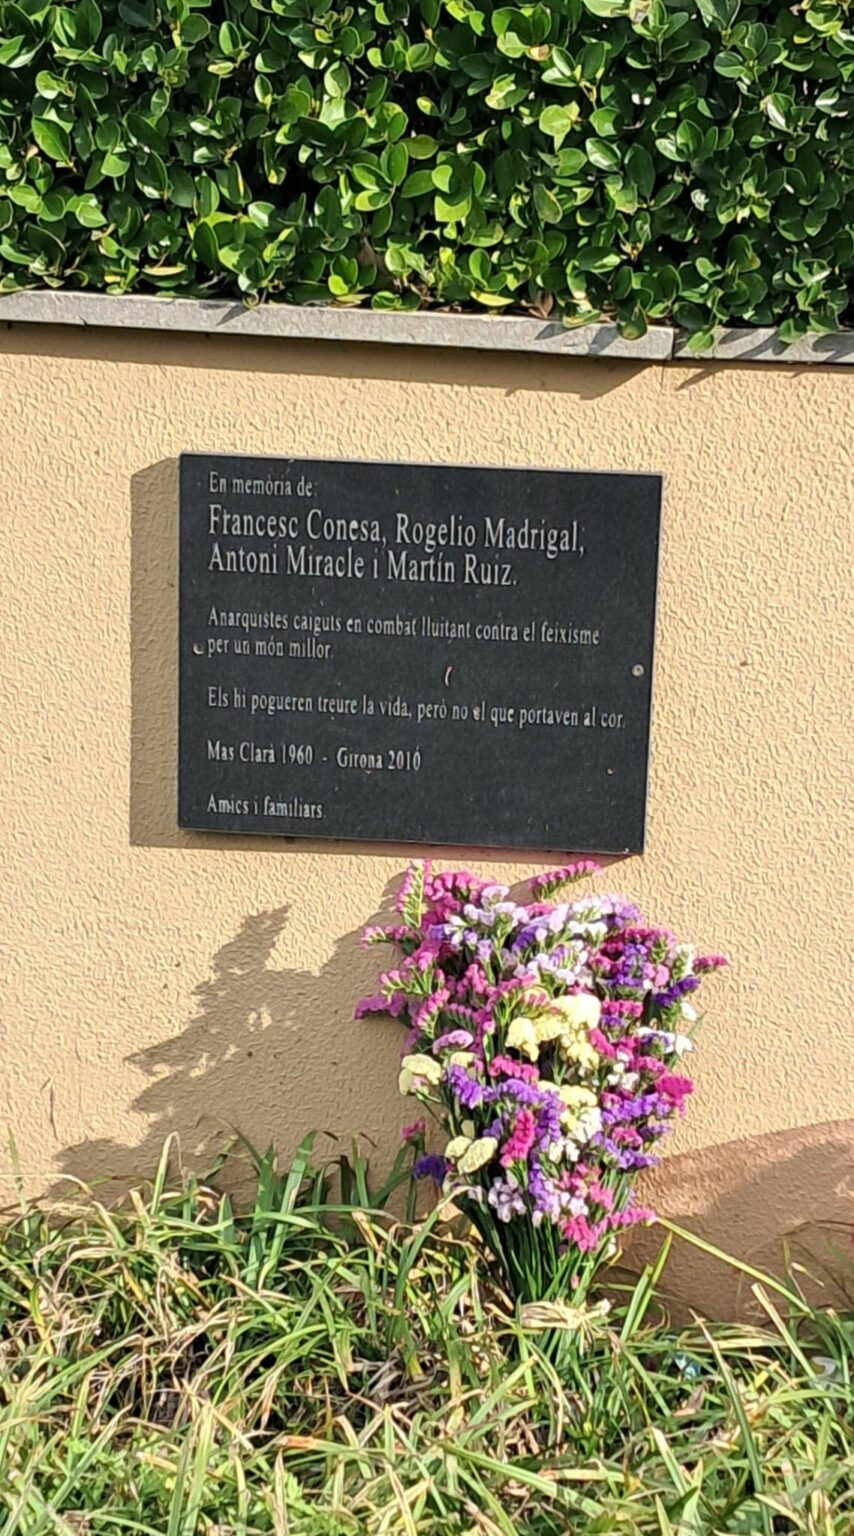 En memòria de:
Francesc Conesa, Rogelio Madrigal,
Antoni Miracle i Martín Ruiz.
Anarquistes caiguts en combat lluitant contra el feixisme
per un món millor.
Els hi pogueren treure la vida, però no el que portaven al cor.
Mas Clarà 1960 - Girona 2010
Amics i familiars.